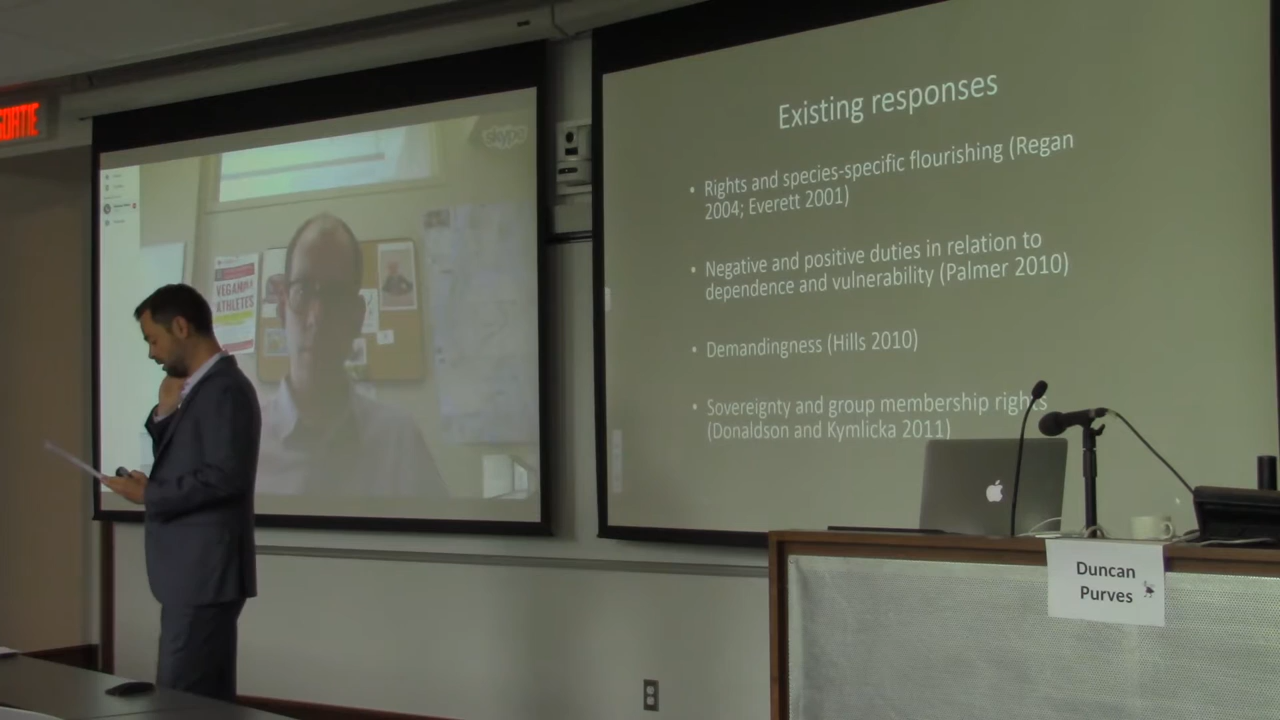 SORTIE
skype
VEGAN
ATHLETES
Existing responses
• Rights and species-specific flourishing (Regan
2004; Everett 2001)
• Negative and positive duties in relation to
dependence and vulnerability (Palmer 2010)
• Demandingness (Hills 2010)
• Sovereignty and group membership rights
(Donaldson and Kymlicka 2011)
Duncan
Purves